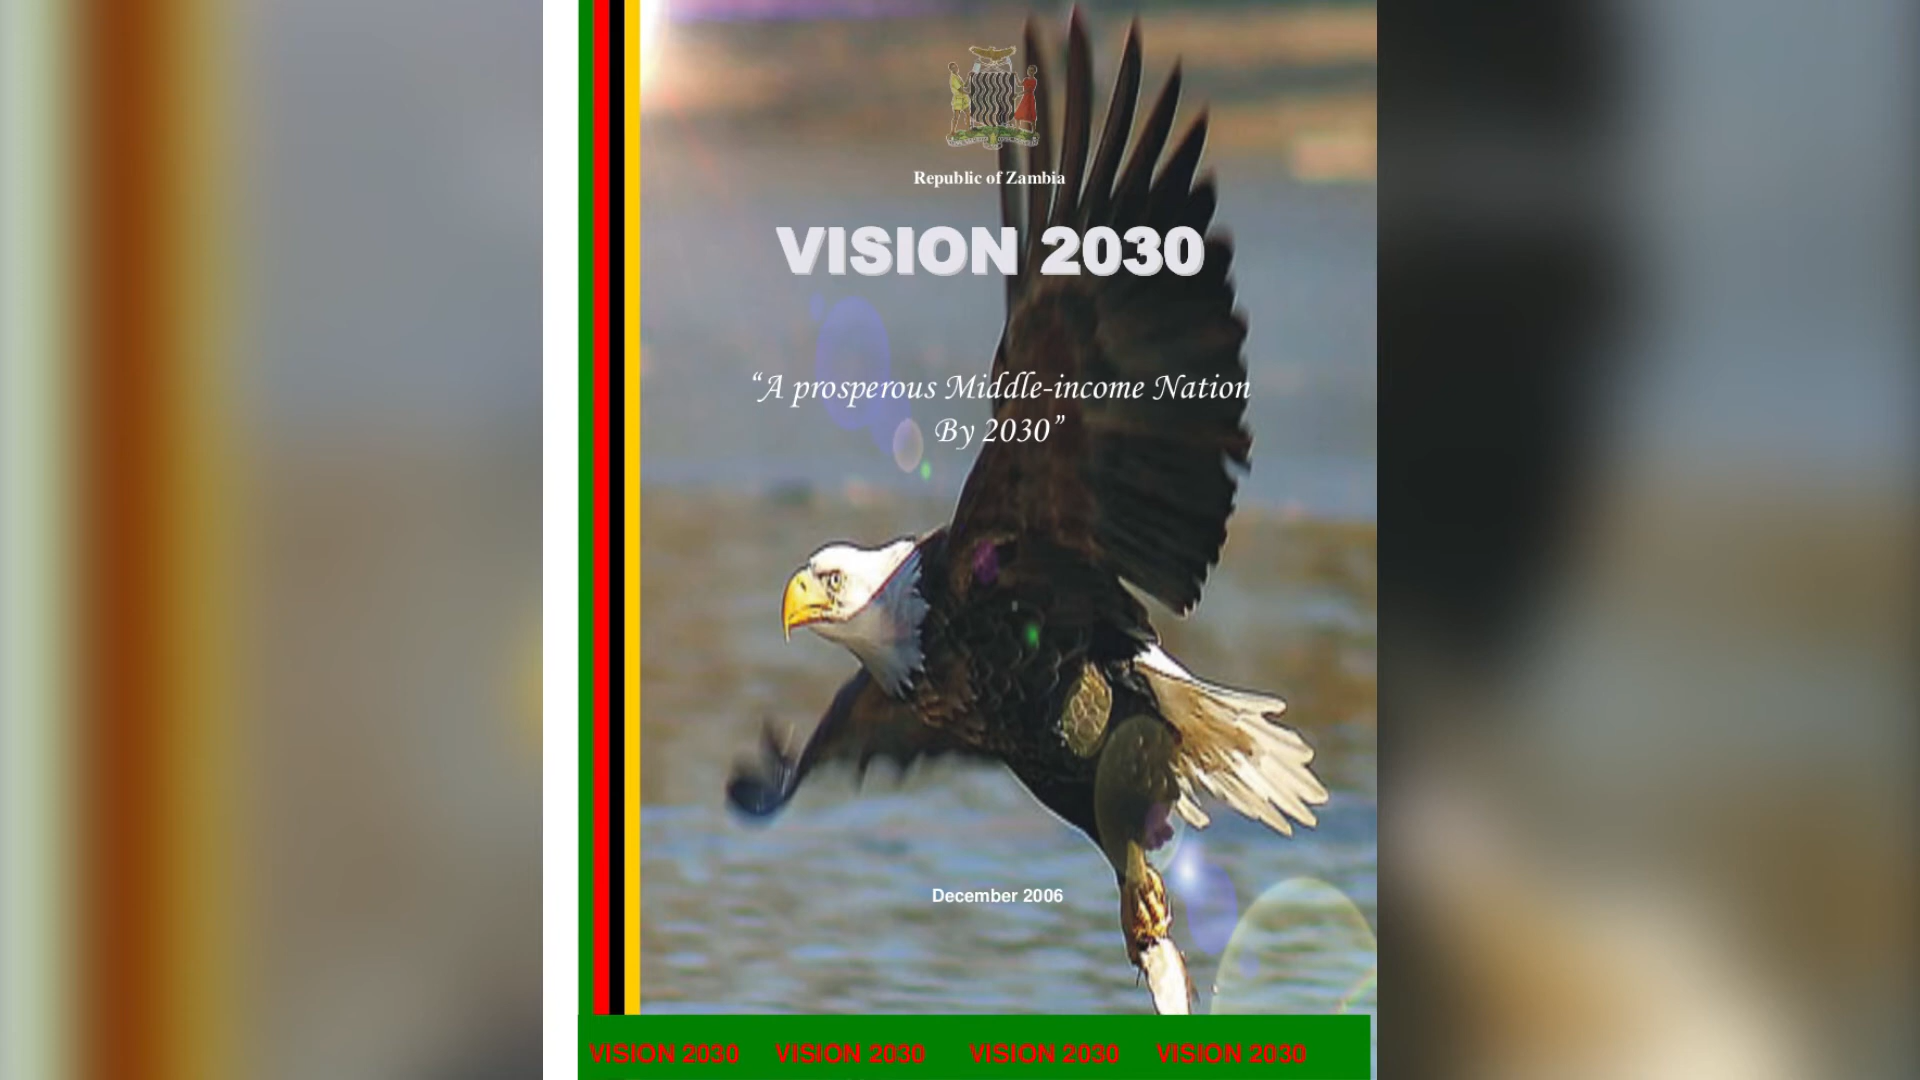 Republic of Zambia
VISION 2030
“A prosperous Middle-income Nation
By 2030”
December 2006
VISION 2030 VISION 2030 VISION 2030 VISION 2030